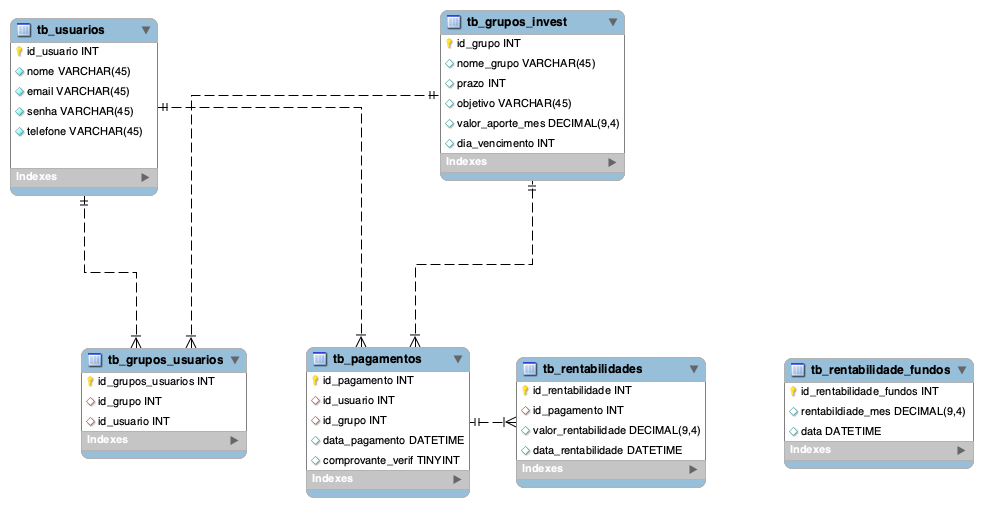 tb_usuarios
id_usuario INT
nome VARCHAR(45)
email VARCHAR(45)
senha VARCHAR(45)
telefone VARCHAR(45)
Indexes
tb_grupos_invest
id_grupo INT
nome_grupo VARCHAR(45)
prazo INT
objetivo VARCHAR(45)
valor_aporte_mes DECIMAL(9,4)
dia_vencimento INT
Indexes
tb_grupos_usuarios
id_grupos_usuarios INT
id_grupo INT
id_usuario INT
Indexes
tb_pagamentos
id_pagamento INT
id_usuario INT
id_grupo INT
data_pagamento DATETIME
comprovante_verif TINYINT
Indexes
tb_rentabilidades
id_rentabilidade INT
id_pagamento INT
valor_rentabilidade DECIMAL(9,4)
data_rentabilidade DATETIME
Indexes
tb_rentabilidade_fundos
id_rentabilidade_fundos INT
rentabildiade_mes DECIMAL(9,4)
data DATETIME
Indexes